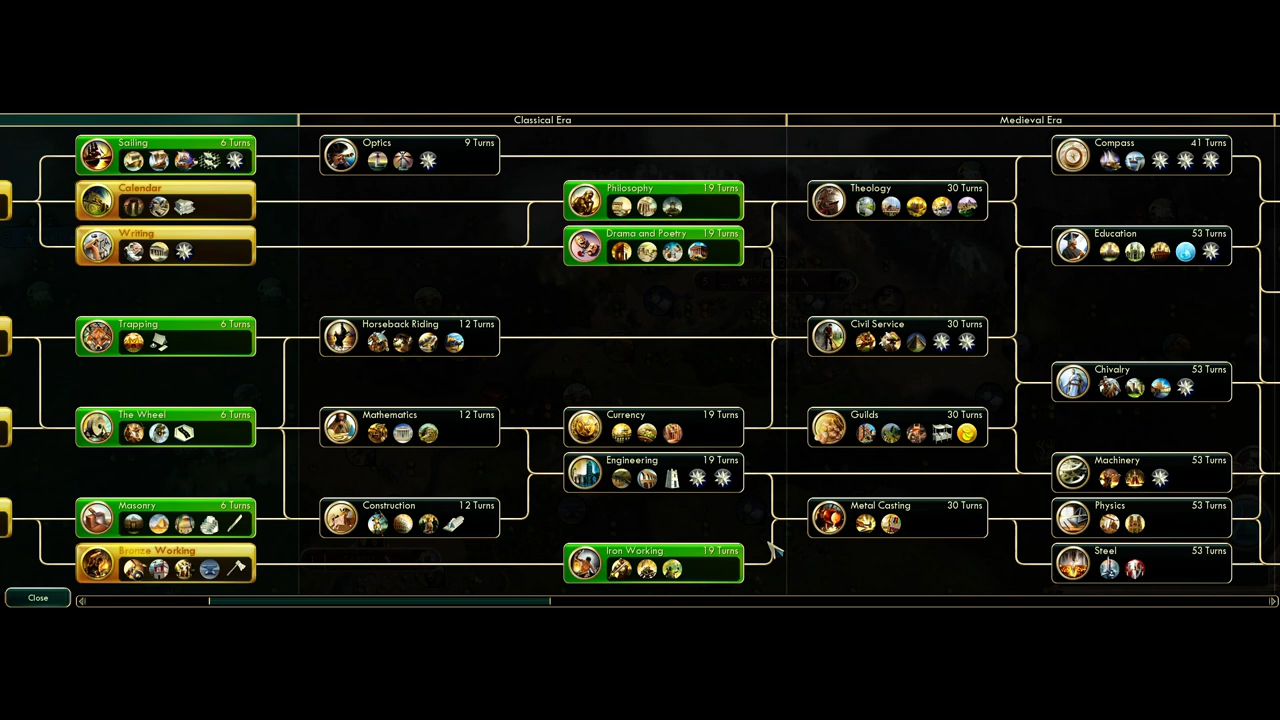 Classical Era
Medieval Era
Sailing 6 Turns
Optics 9 Turns
Compass 41 Turns
Calendar
Philosophy 19 Turns
Theology 30 Turns
Writing
Drama and Poetry 19 Turns
Education 53 Turns
Trapping 6 Turns
Horseback Riding 12 Turns
Civil Service 30 Turns
Chivalry 53 Turns
The Wheel 6 Turns
Mathematics 12 Turns
Currency 19 Turns
Guilds 30 Turns
Engineering 19 Turns
Machinery 53 Turns
Masonry 6 Turns
Construction 12 Turns
Metal Casting 30 Turns
Physics 53 Turns
Bronze Working
Iron Working 19 Turns
Steel 53 Turns
Close